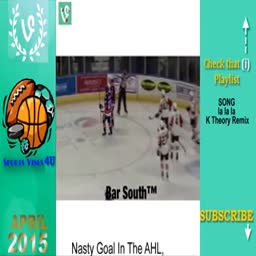 Check that (i)
Playlist
SONG
la la la
K Theory Remix
Sports Vines 4U
Bar South™
APRIL
2015
SUBSCRIBE
Nasty Goal In The AHL,